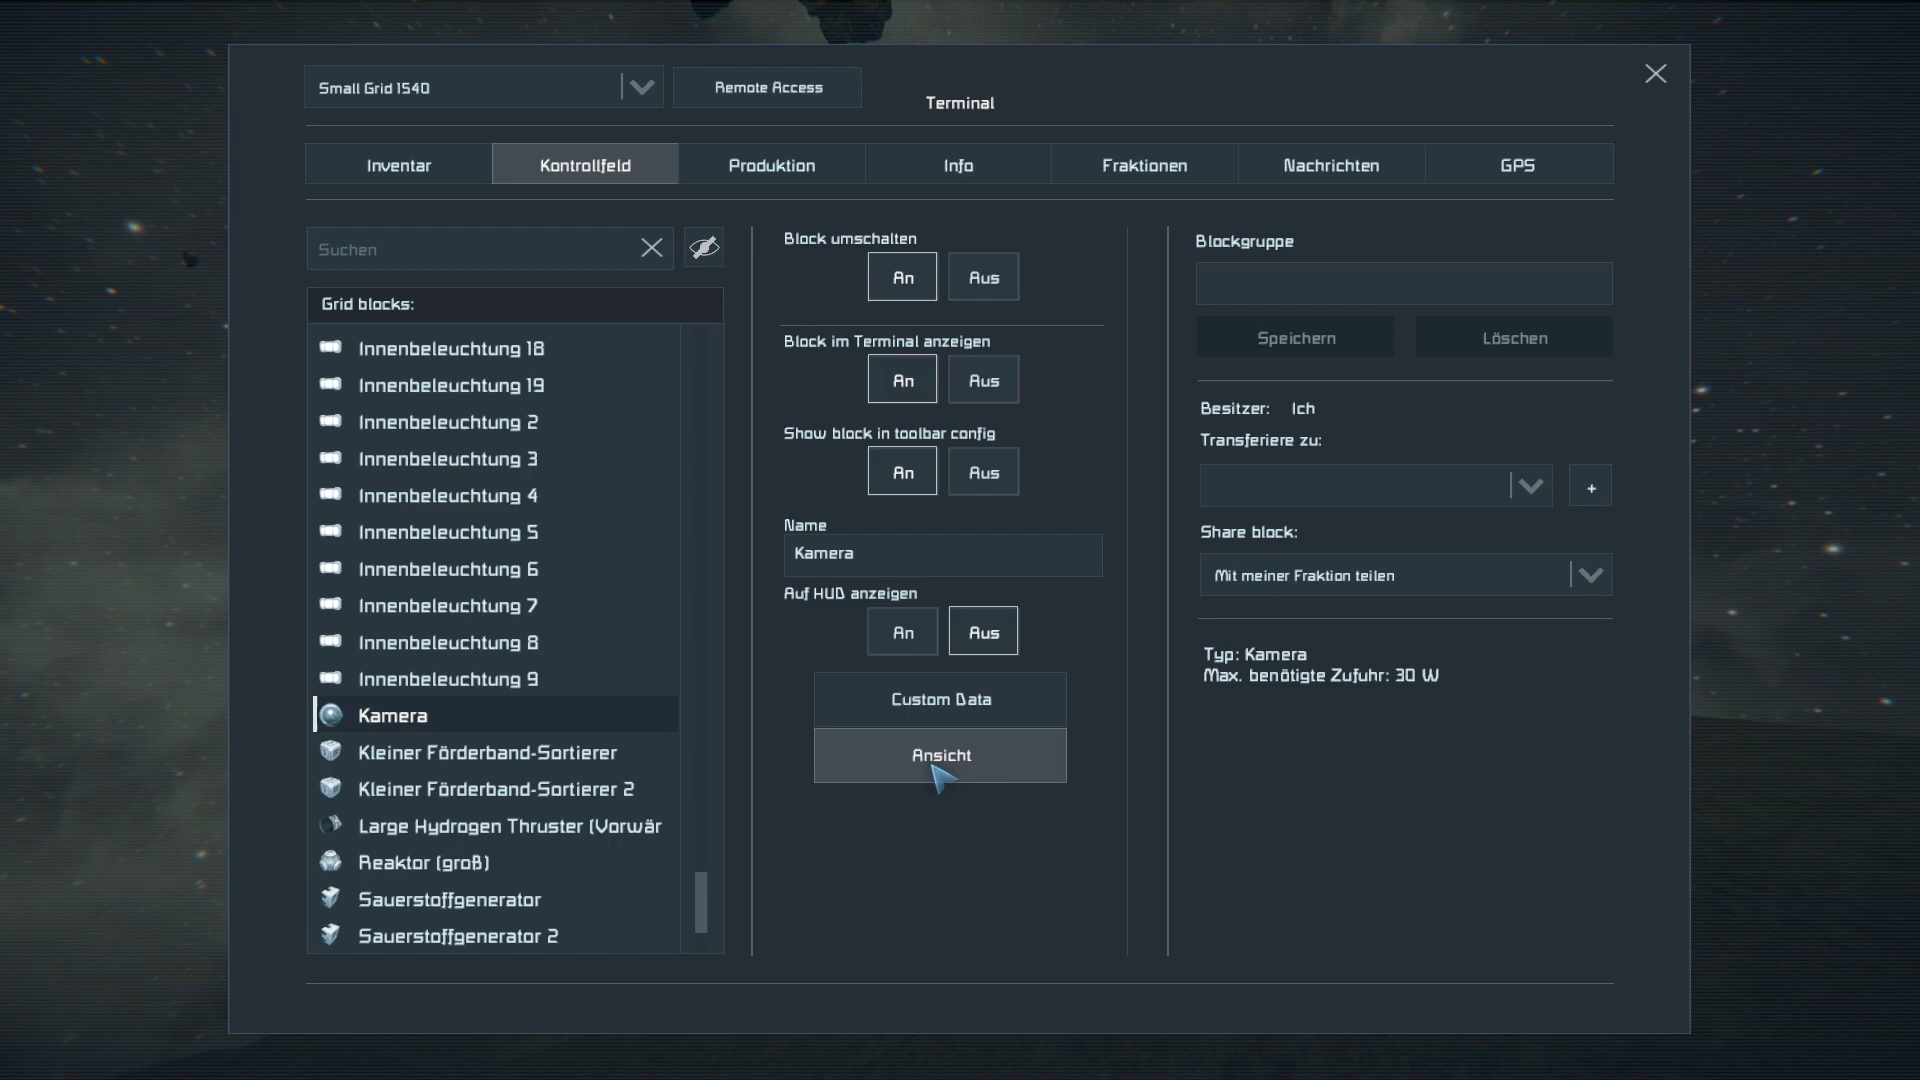 Small Grid 1540
Remote Access
Terminal
Inventar
Kontrollfeld
Produktion
Info
Fraktionen
Nachrichten
GPS
Suchen
Grid blocks:
Innenbeleuchtung 18
Innenbeleuchtung 19
Innenbeleuchtung 2
Innenbeleuchtung 3
Innenbeleuchtung 4
Innenbeleuchtung 5
Innenbeleuchtung 6
Innenbeleuchtung 7
Innenbeleuchtung 8
Innenbeleuchtung 9
Kamera
Kleiner Förderband-Sortierer
Kleiner Förderband-Sortierer 2
Large Hydrogen Thruster (Vorwär
Reaktor (groß)
Sauerstoffgenerator
Sauerstoffgenerator 2
Block umschalten
An Aus
Block im Terminal anzeigen
An Aus
Show block in toolbar config
An Aus
Name
Kamera
Auf HUD anzeigen
An Aus
Custom Data
Ansicht
Blockgruppe
Speichern Löschen
Besitzer: Ich
Transferiere zu:
+
Share block:
Mit meiner Fraktion teilen
Typ: Kamera
Max. benötigte Zufuhr: 30 W